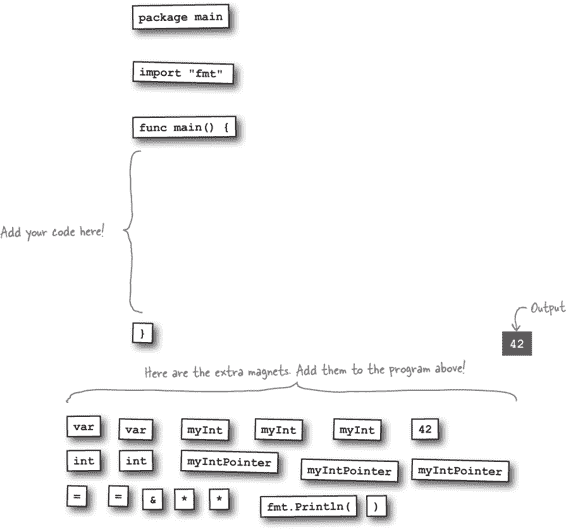 package main
import "fmt"
func main() {
Add your code here!
}
Output
42
Here are the extra magnets. Add them to the program above!
var var myInt myInt myInt 42
int int myIntPointer myIntPointer myIntPointer
= = & * * fmt.Println( )